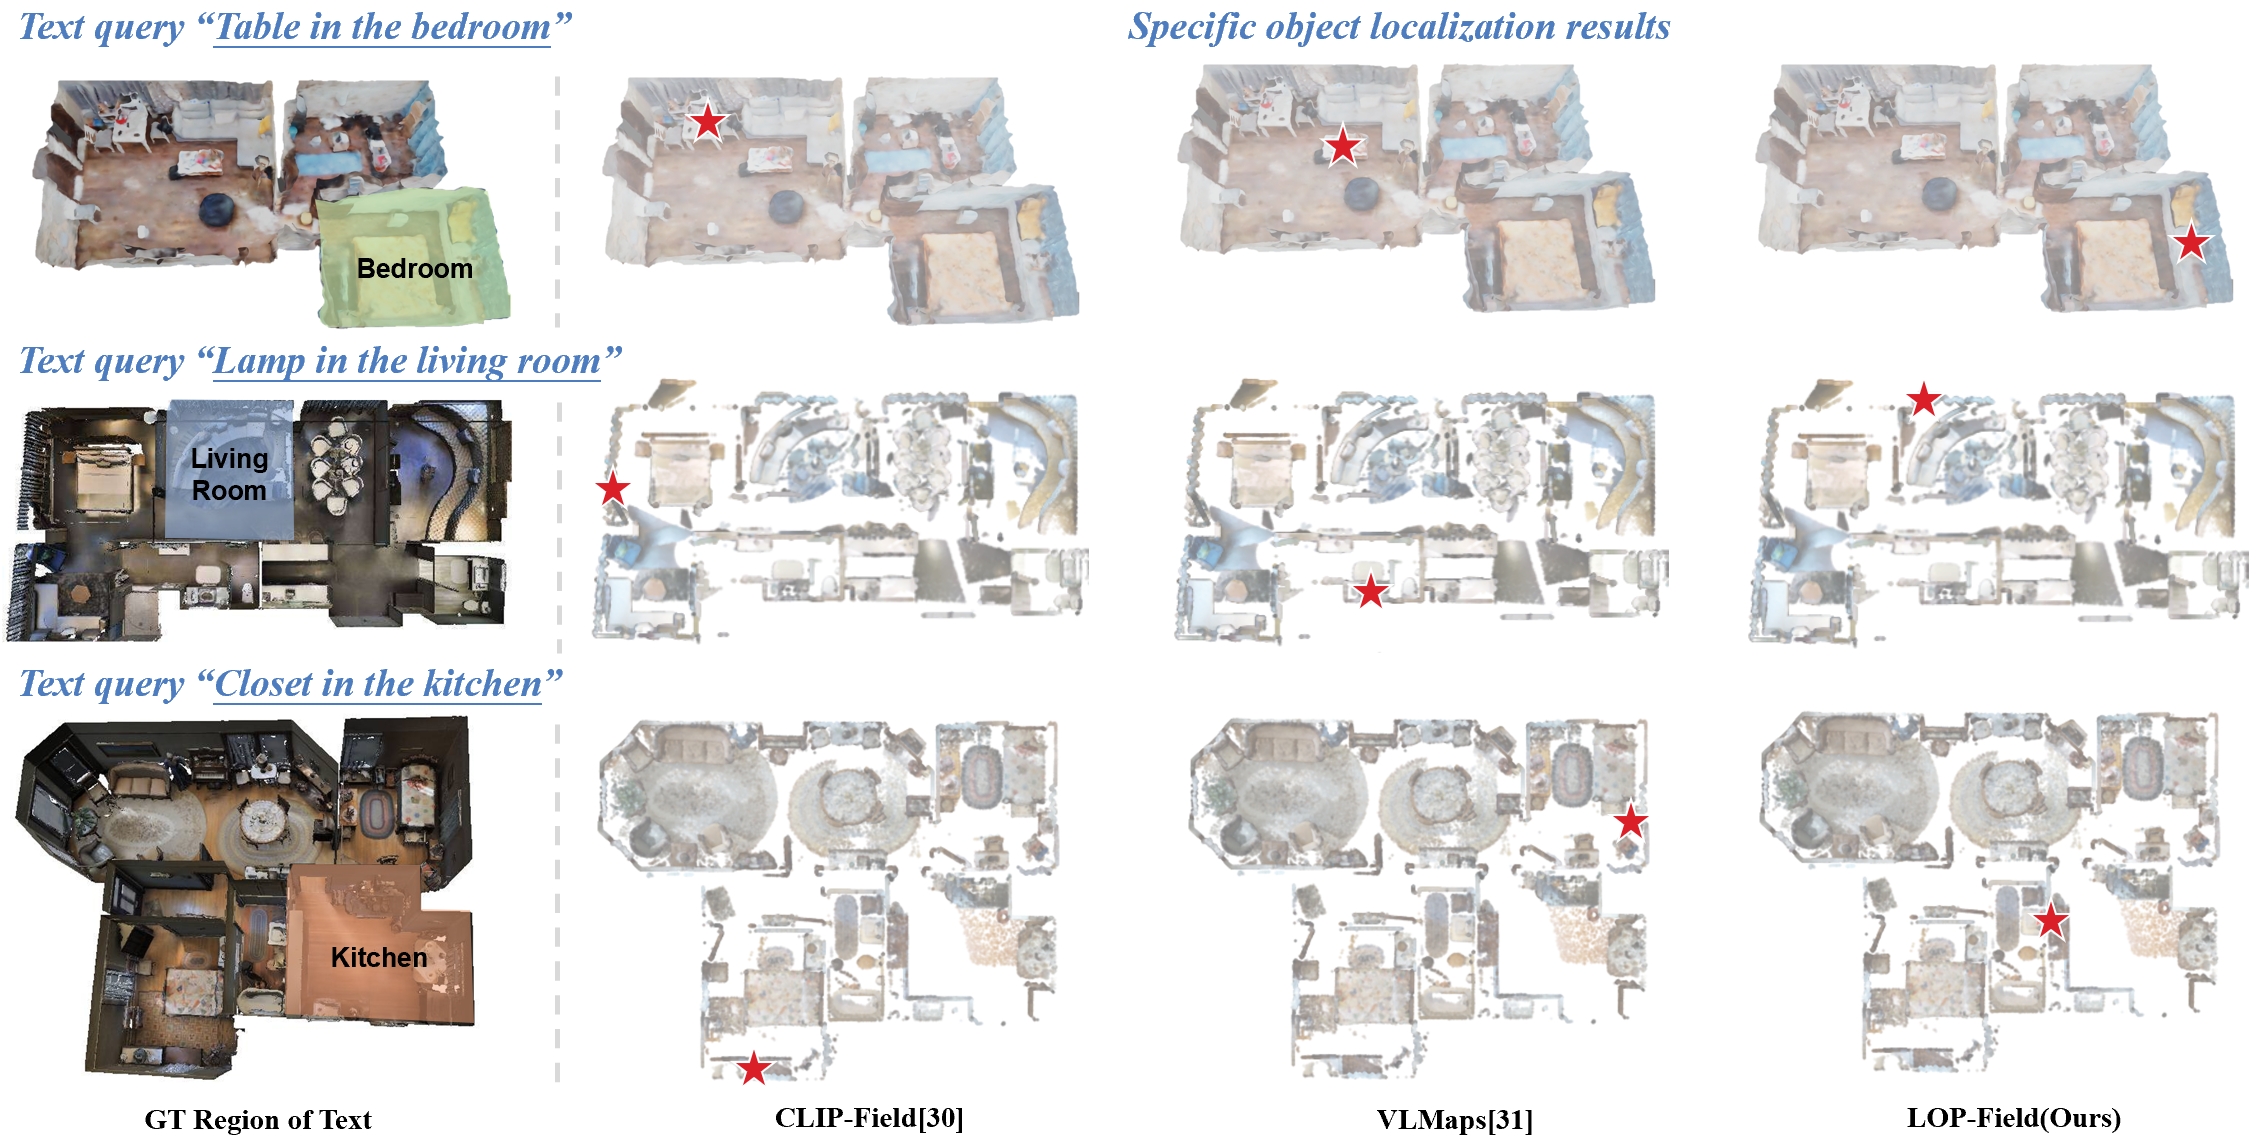 Text query “Table in the bedroom”
Specific object localization results
Bedroom
Text query “Lamp in the living room”
Living
Room
Text query “Closet in the kitchen”
Kitchen
GT Region of Text
CLIP-Field[30]
VLMaps[31]
LOP-Field(Ours)